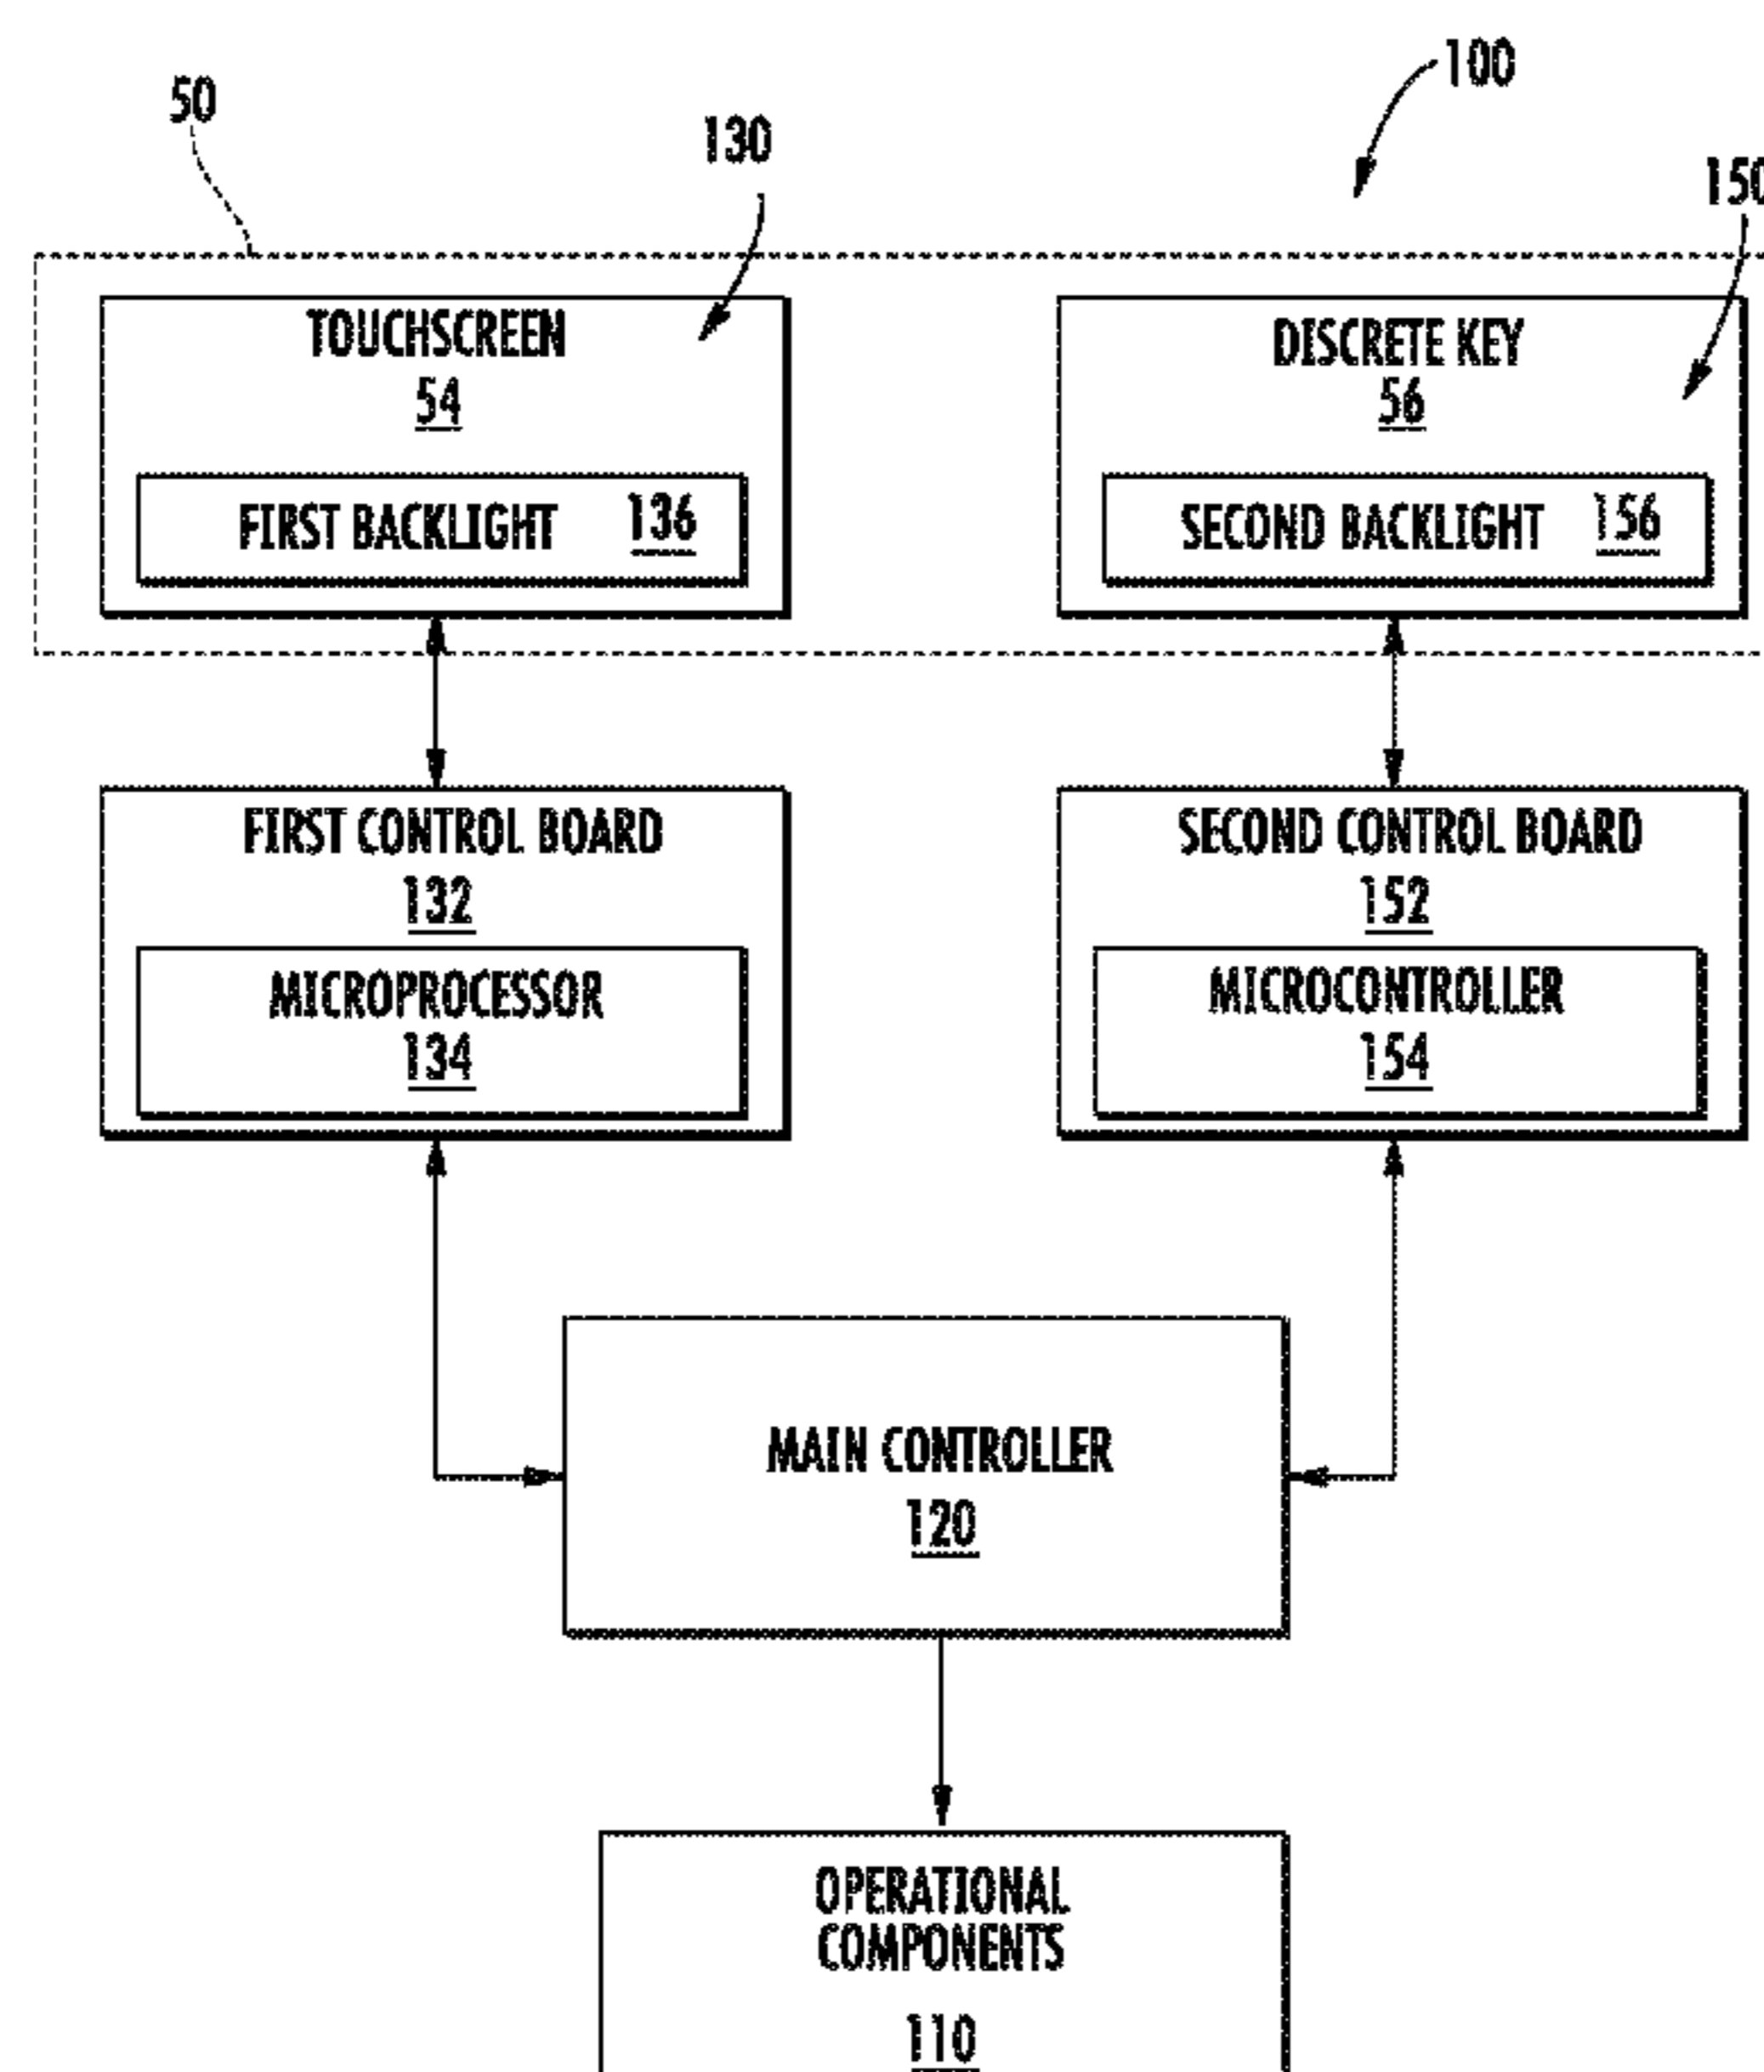 100
50
130
150
TOUCHSCREEN
54
FIRST BACKLIGHT 136
DISCRETE KEY
56
SECOND BACKLIGHT 156
FIRST CONTROL BOARD
132
MICROPROCESSOR
134
SECOND CONTROL BOARD
152
MICROCONTROLLER
154
MAIN CONTROLLER
120
OPERATIONAL
COMPONENTS
110